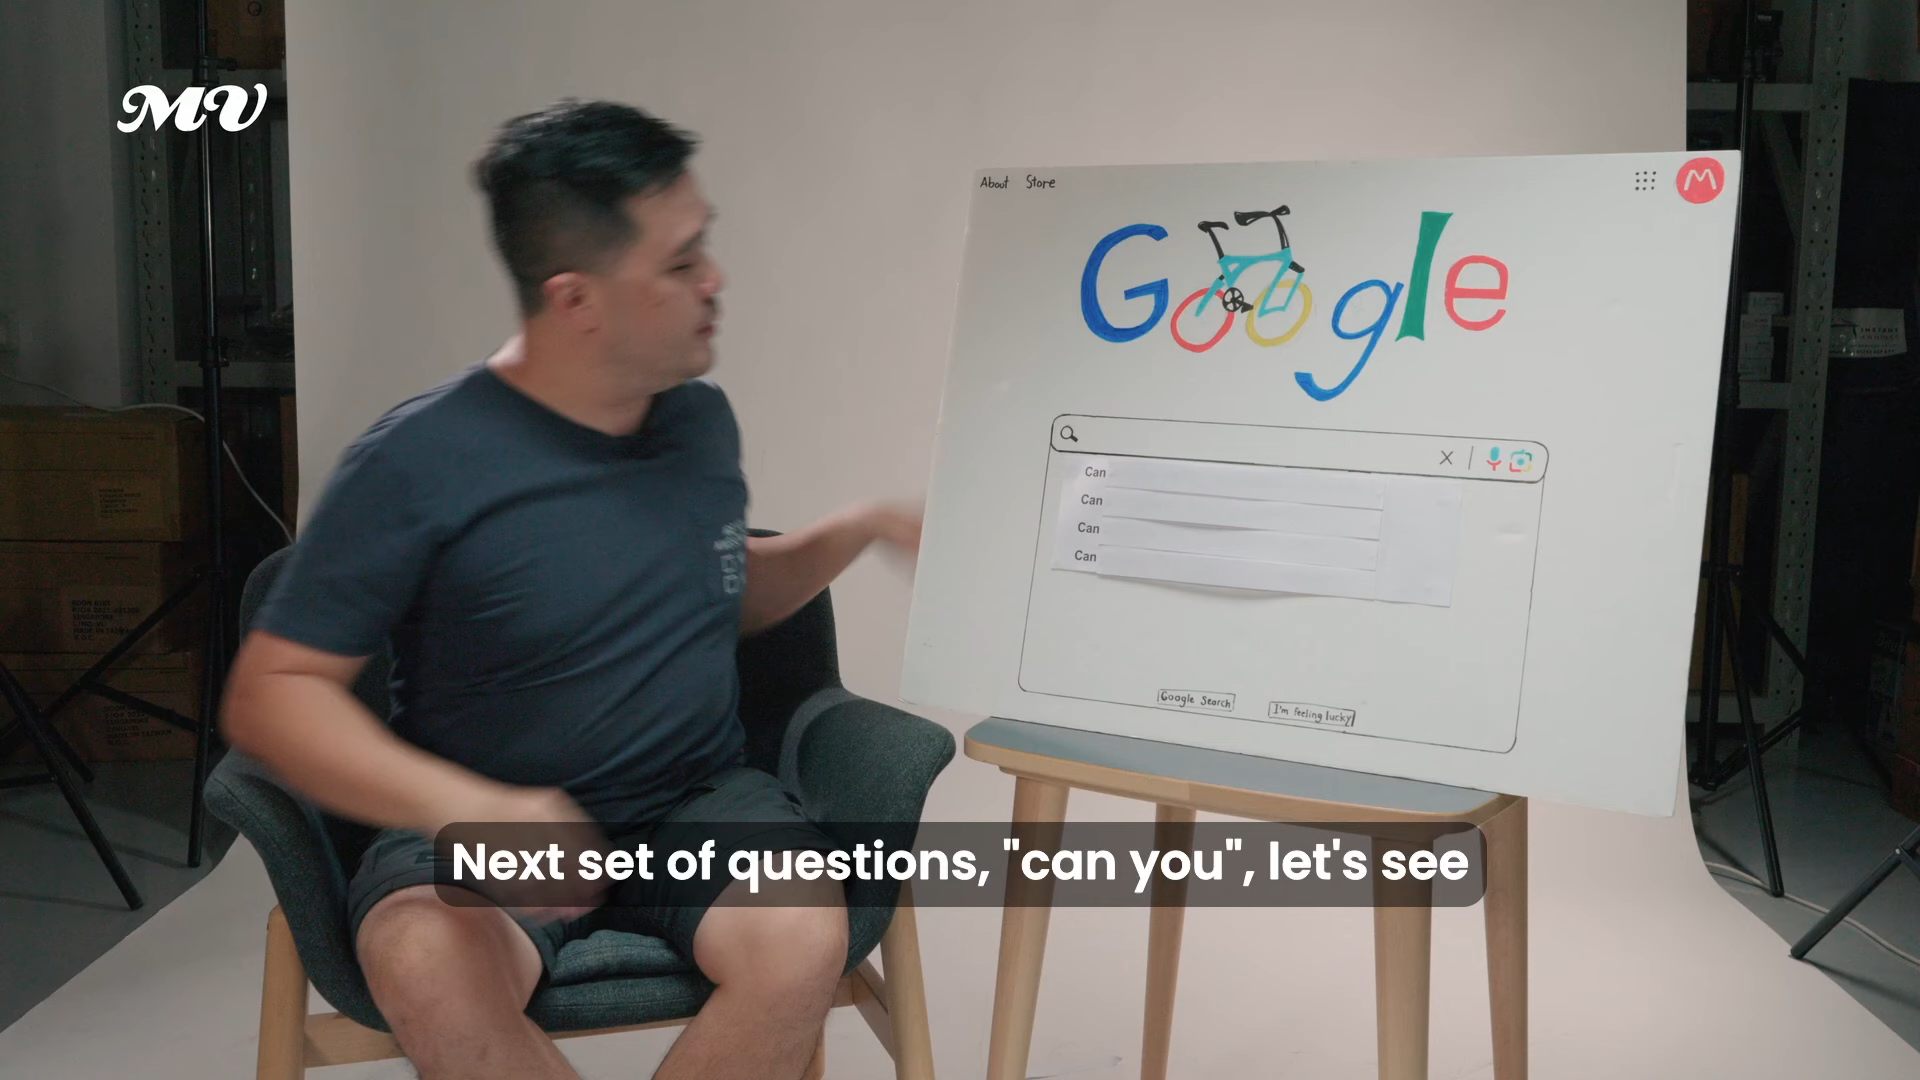 MV
About Store
M
Google
Can
Can
Can
Can
Google Search
I'm feeling lucky
Next set of questions, "can you", let's see